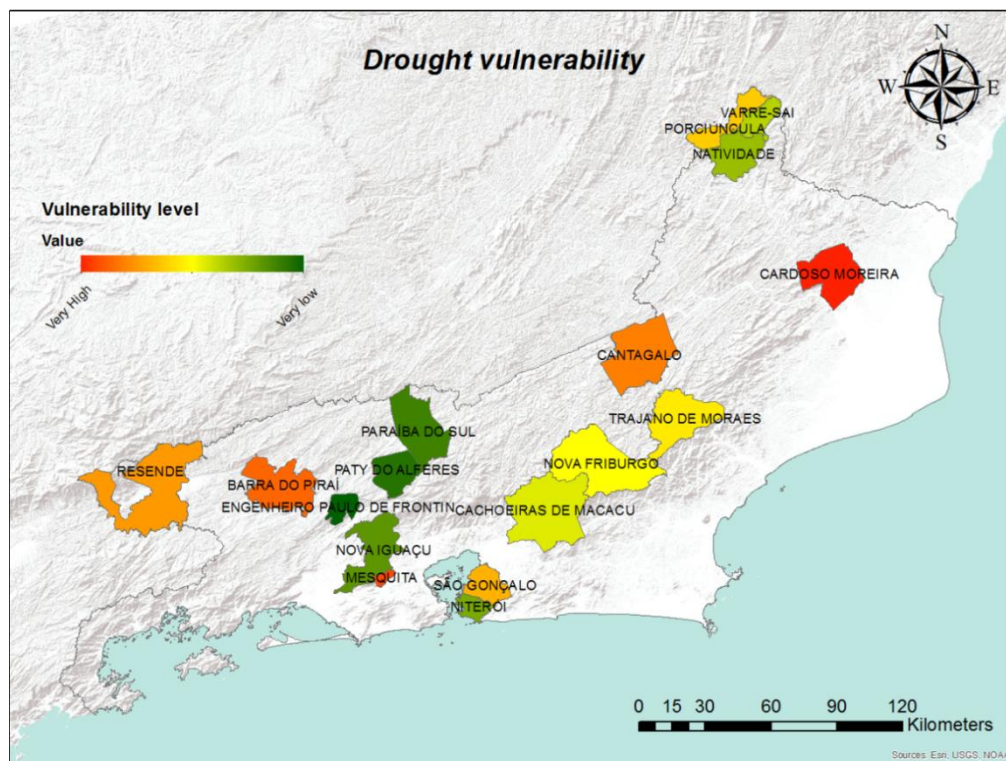 Drought vulnerability
N
W E
S
VARRE-SAI
PORCIÚNCULA
NATIVIDADE
Vulnerability level
Value
Very High
Very low
CARDOSO MOREIRA
CANTAGALO
TRAJANO DE MORAES
PARAÍBA DO SUL
NOVA FRIBURGO
PATY DO ALFERES
RESENDE
BARRA DO PIRAÍ
ENGENHEIRO PAULO DE FRONTIN
CACHOEIRAS DE MACACU
NOVA IGUAÇU
MESQUITA
SÃO GONÇALO
NITERÓI
0 15 30 60 90 120
Kilometers
Sources: Esri, USGS, NOAA